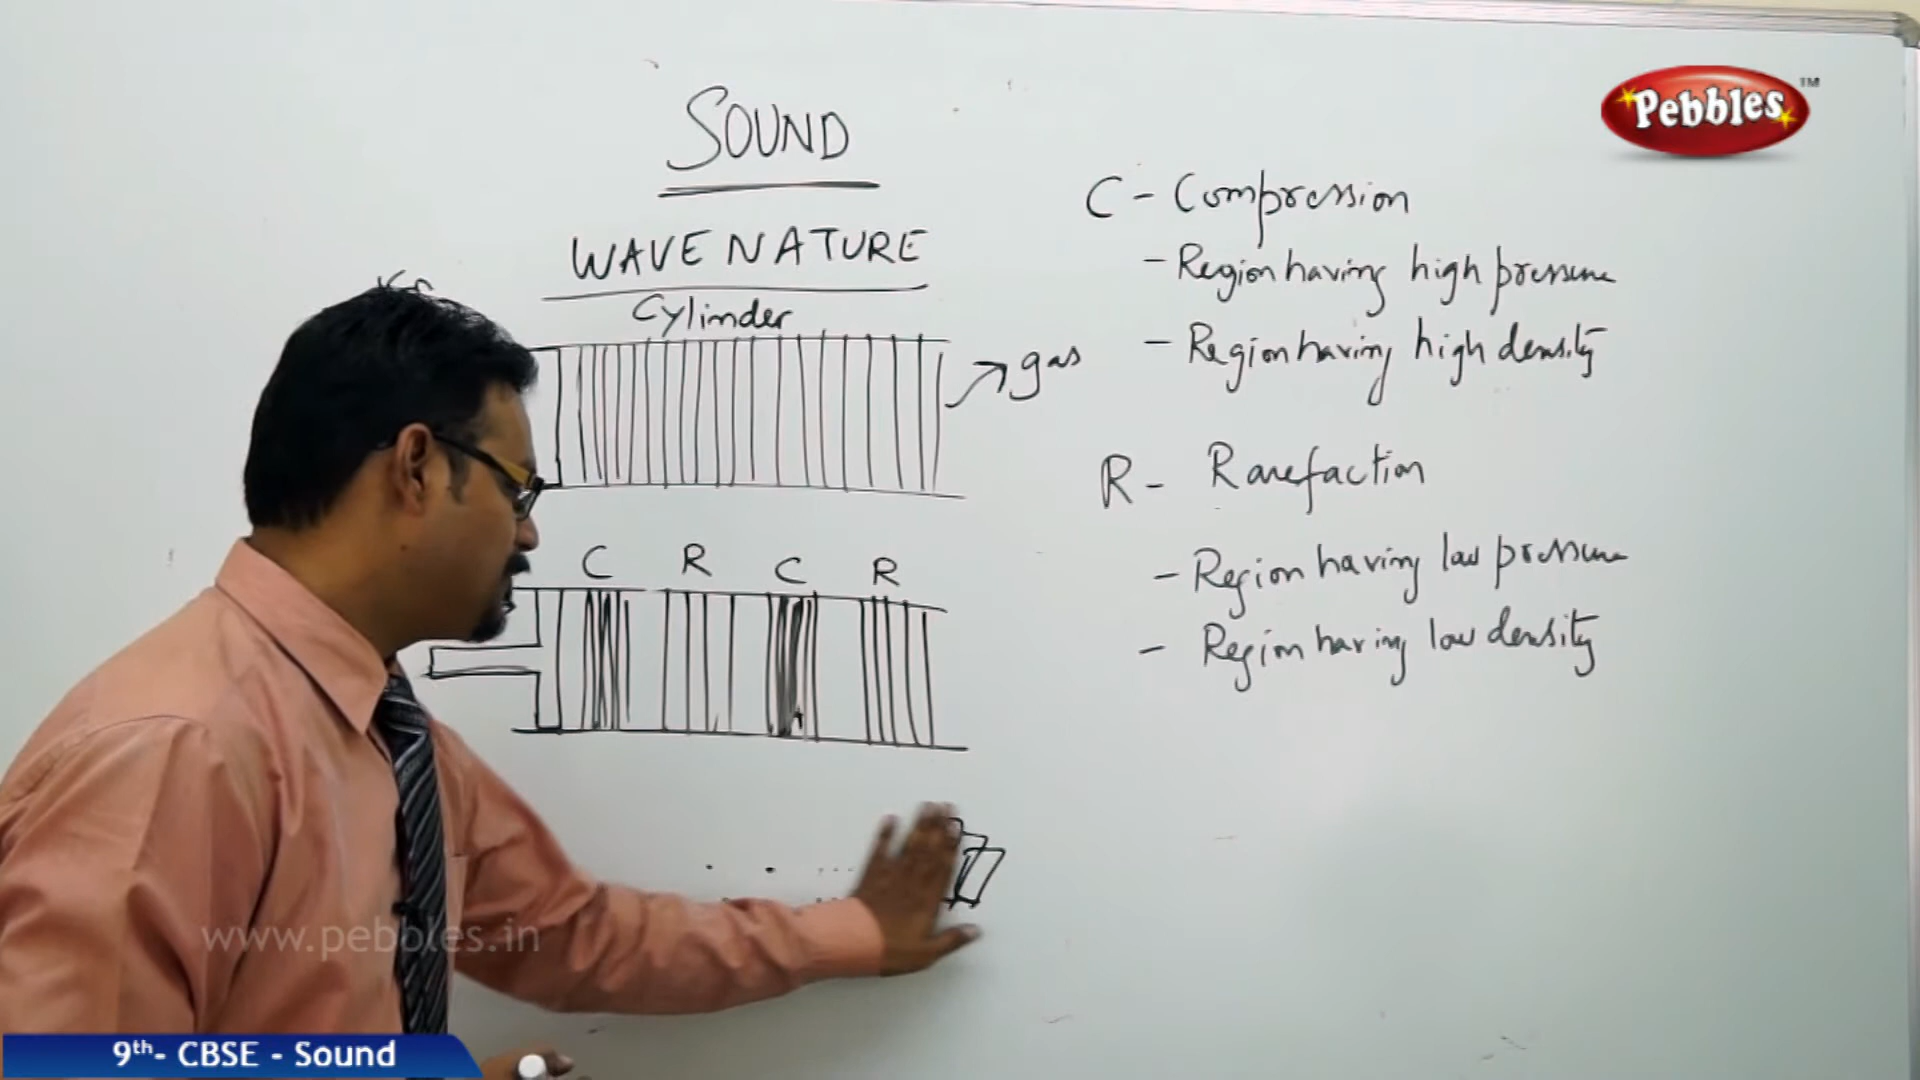 Pebbles™
SOUND
WAVE NATURE
Cylinder
gas
C R C R
C - Compression
- Region having high pressure
- Region having high density
R - Rarefaction
- Region having low pressure
- Region having low density
www.pebbles.in
9th- CBSE - Sound